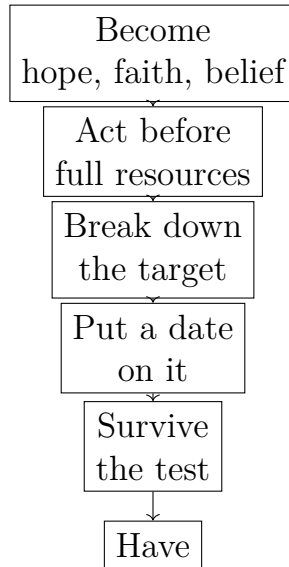 Become
hope, faith, belief
Act before
full resources
Break down
the target
Put a date
on it
Survive
the test
Have